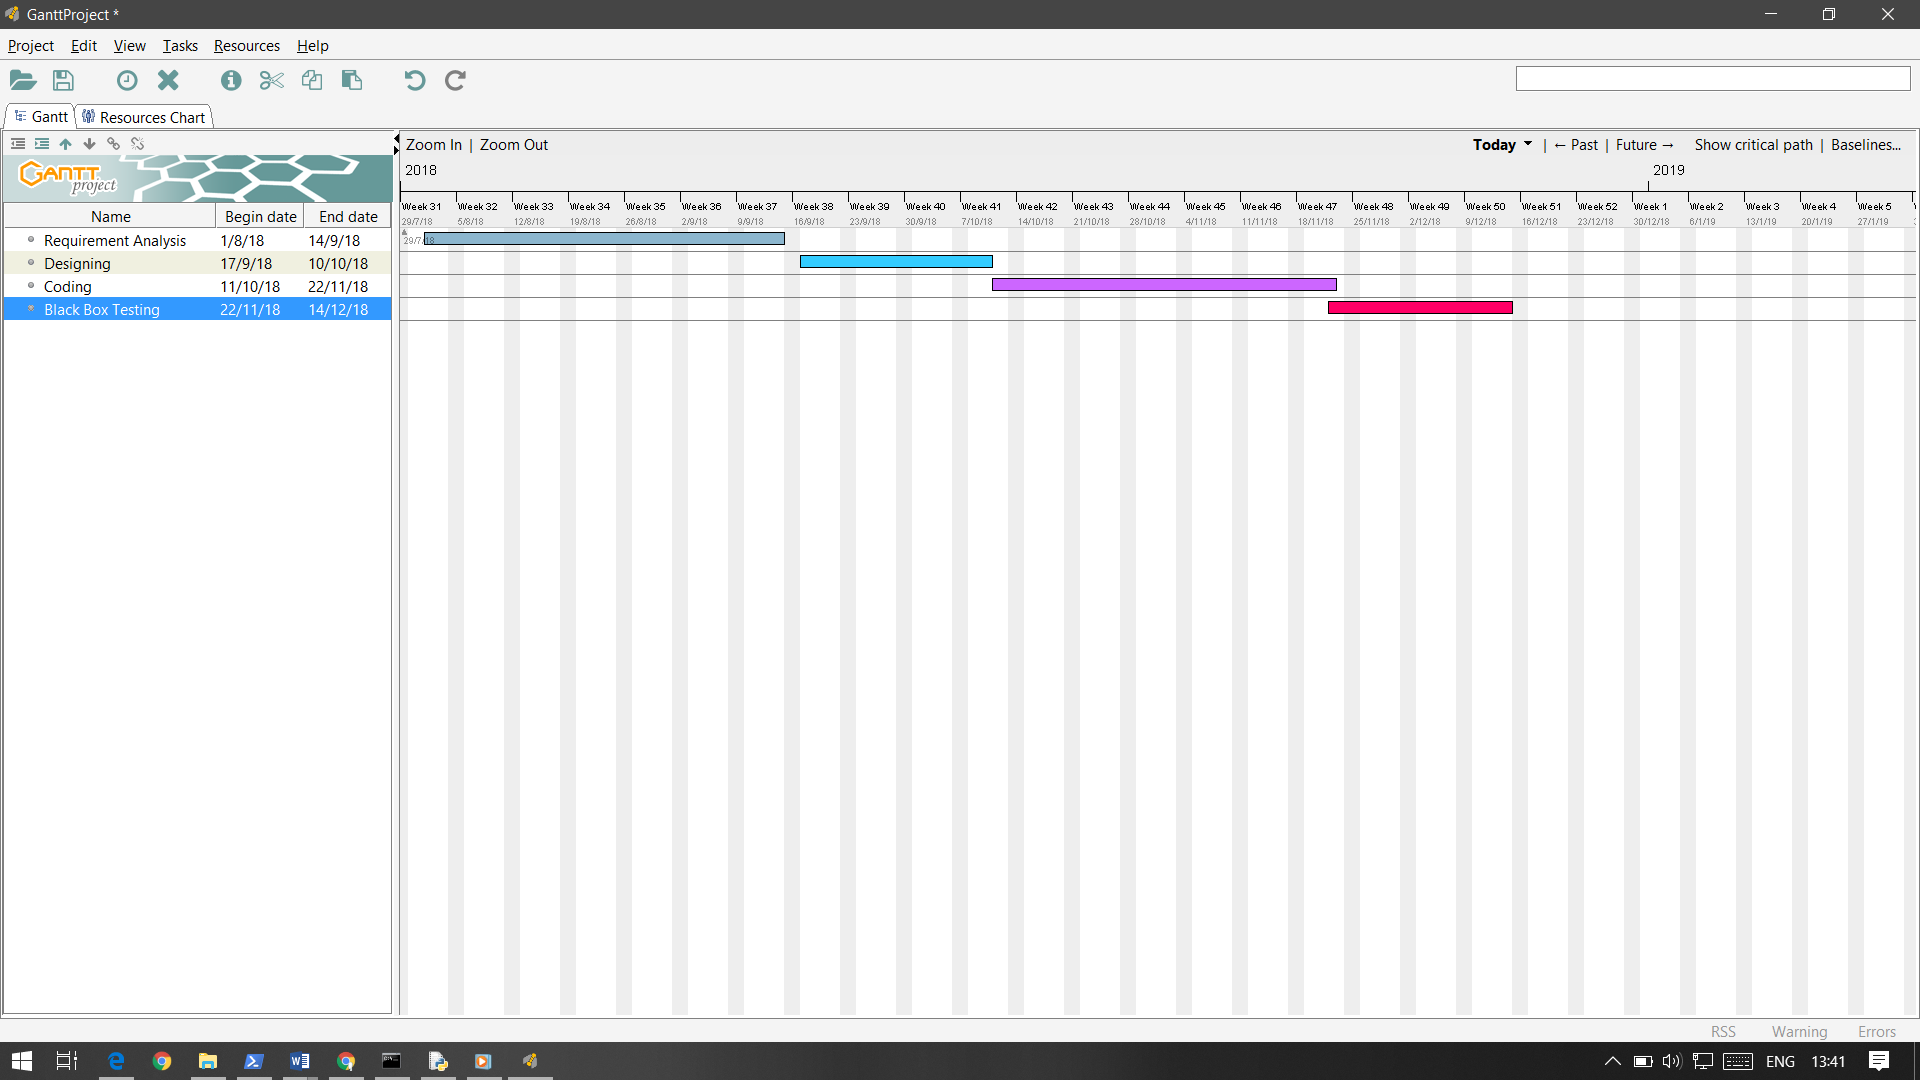 GanttProject *
Project Edit View Tasks Resources Help
Gantt Resources Chart
Zoom In | Zoom Out Today | ← Past | Future → Show critical path | Baselines...
GANTT project
2018 2019
Name Begin date End date
Week 31 Week 32 Week 33 Week 34 Week 35 Week 36 Week 37 Week 38 Week 39 Week 40 Week 41 Week 42 Week 43 Week 44 Week 45 Week 46 Week 47 Week 48 Week 49 Week 50 Week 51 Week 52 Week 1 Week 2 Week 3 Week 4 Week 5
29/7/18 5/8/18 12/8/18 19/8/18 26/8/18 2/9/18 9/9/18 16/9/18 23/9/18 30/9/18 7/10/18 14/10/18 21/10/18 28/10/18 4/11/18 11/11/18 18/11/18 25/11/18 2/12/18 9/12/18 16/12/18 23/12/18 30/12/18 6/1/19 13/1/19 20/1/19 27/1/19
Requirement Analysis 1/8/18 14/9/18
29/7/18
Designing 17/9/18 10/10/18
Coding 11/10/18 22/11/18
Black Box Testing 22/11/18 14/12/18
RSS Warning Errors
ENG 13:41